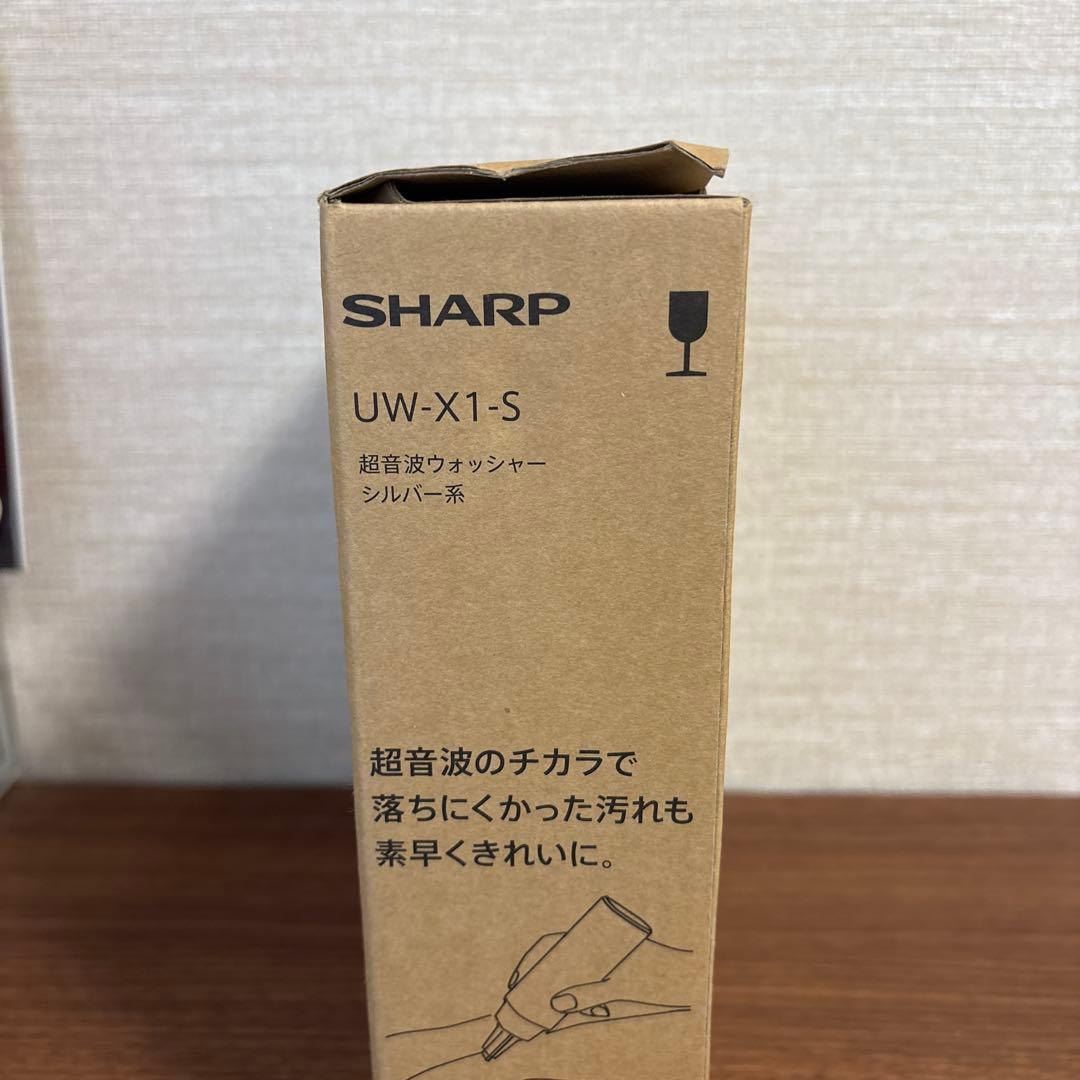 SHARP
UW-X1-S
超音波ウォッシャー
シルバー系
超音波のチカラで
落ちにくかった汚れも
素早くきれいに。